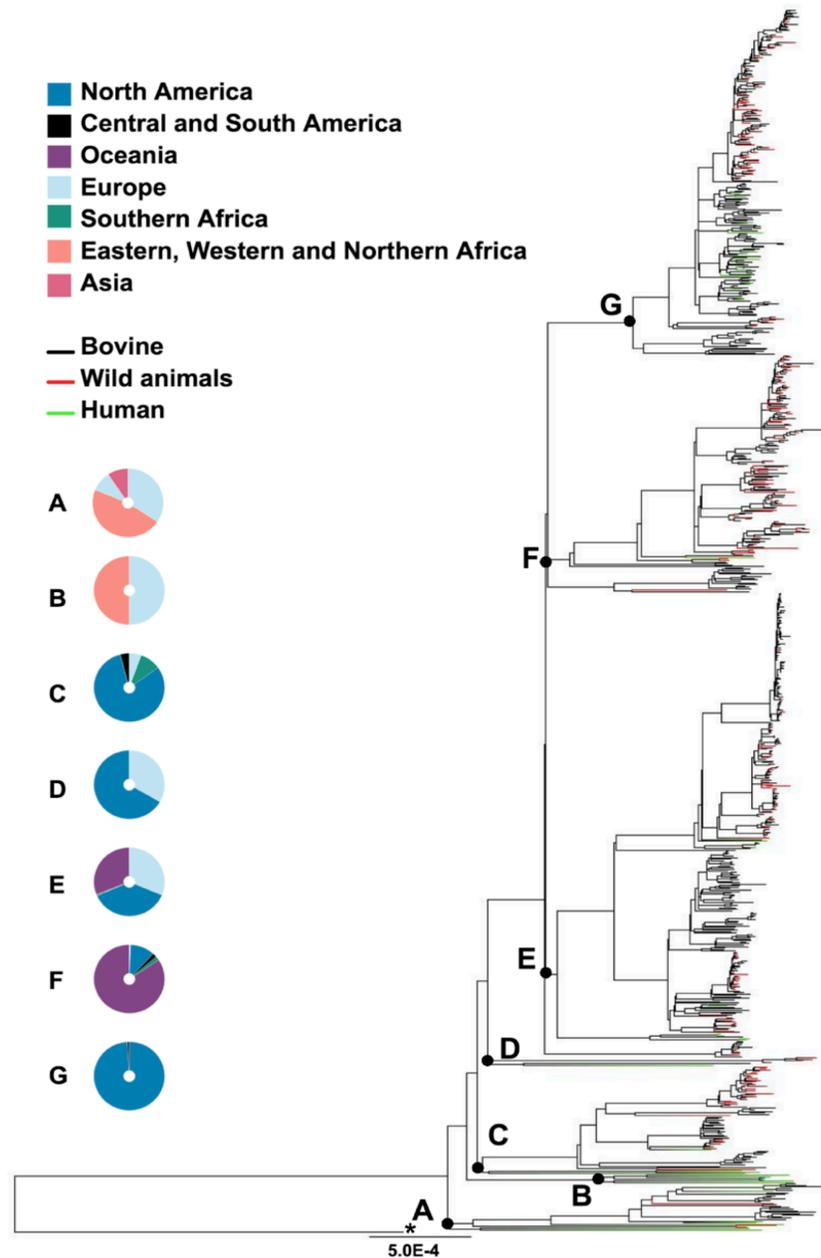 North America
Central and South America
Oceania
Europe
Southern Africa
Eastern, Western and Northern Africa
Asia
Bovine
Wild animals
Human
A
B
C
D
E
F
G
G
F
E
D
C
B
A
*
5.0E-4